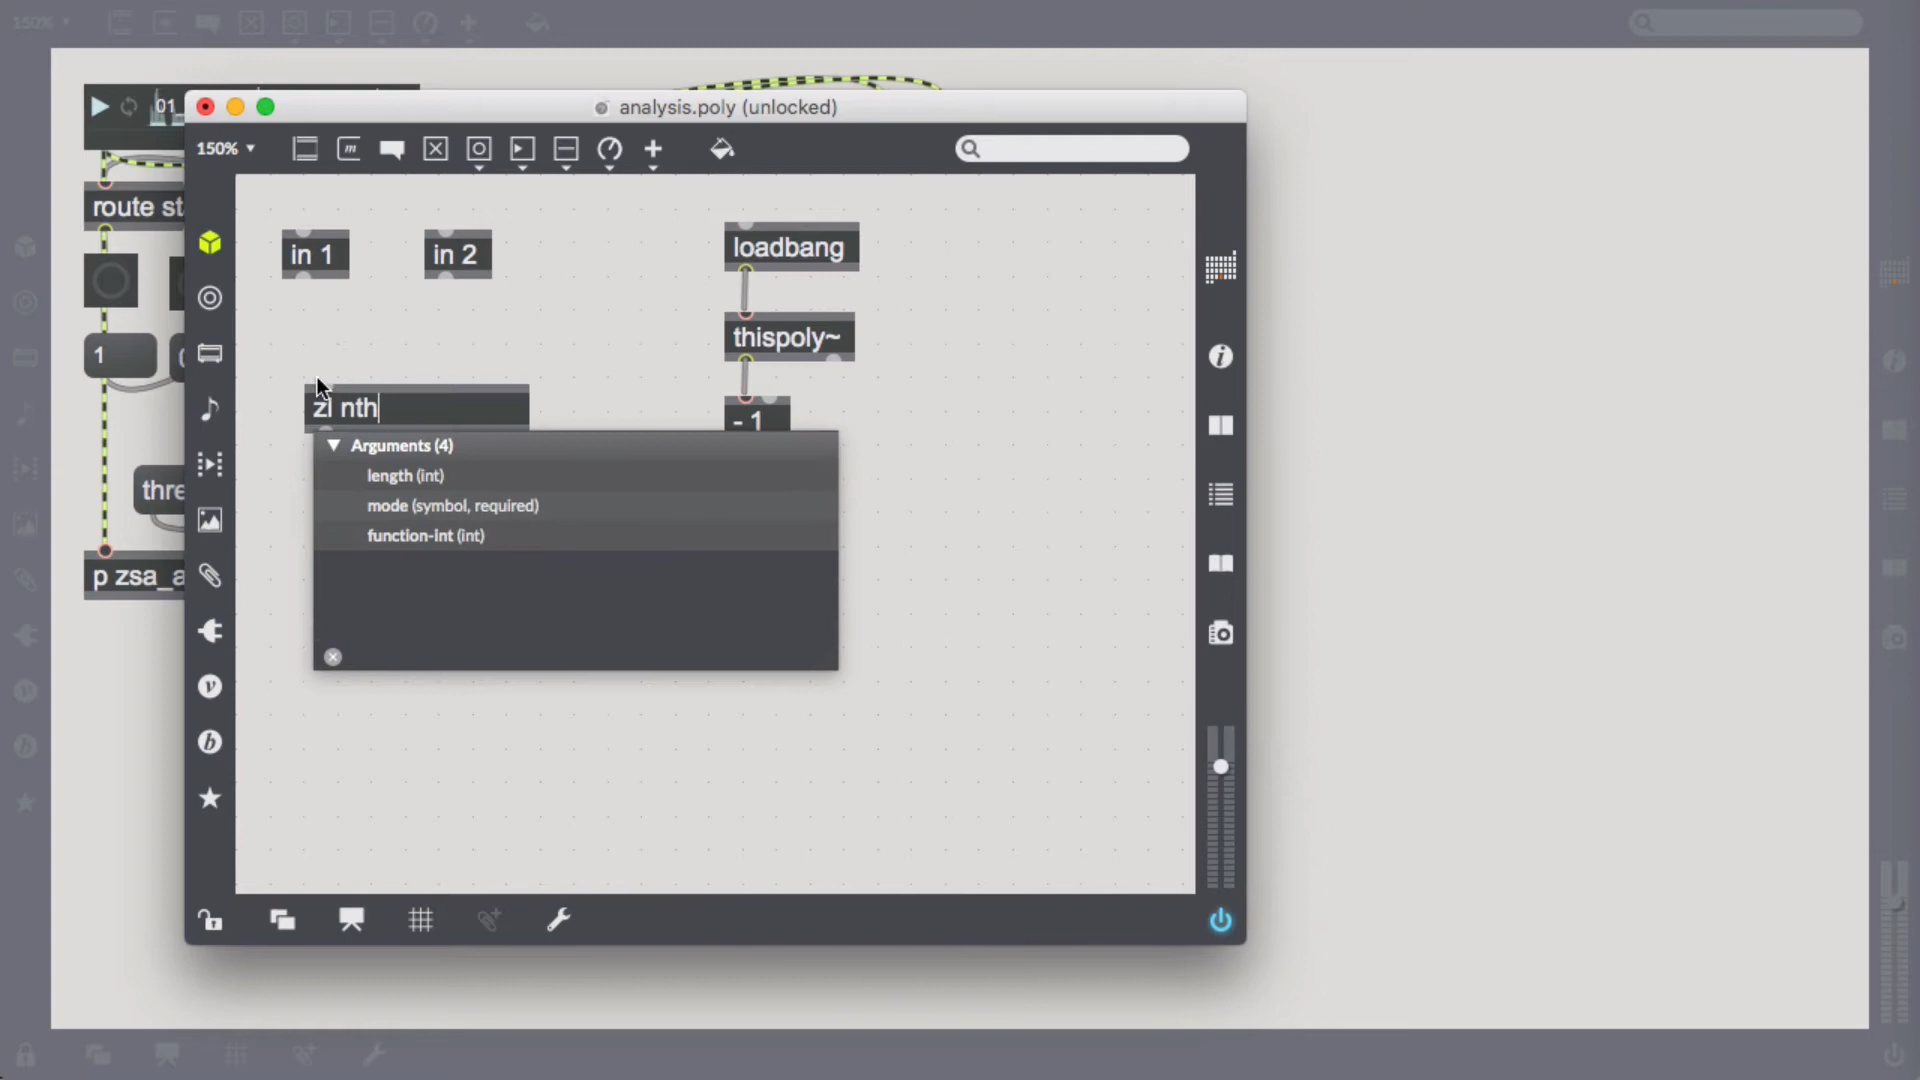 150%
01
analysis.poly (unlocked)
150%
m
route st
in 1
in 2
loadbang
thispoly~
1
zl nth
- 1
Arguments (4)
length (int)
mode (symbol, required)
function-int (int)
thre
p zsa_a